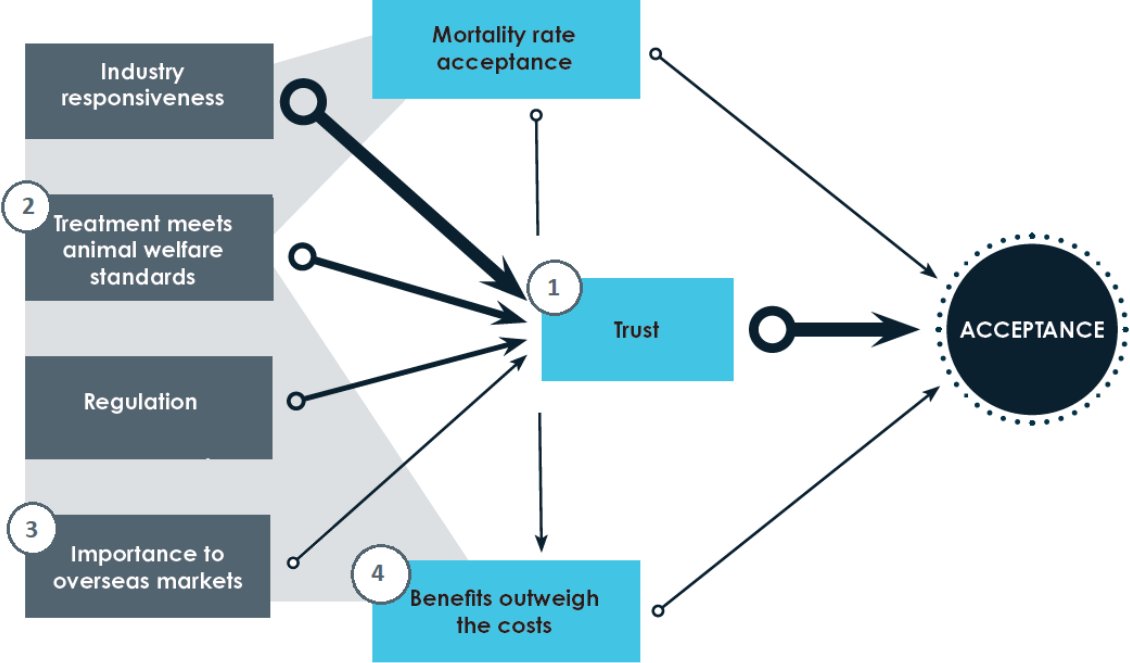 Mortality rate
acceptance
Industry
responsiveness
2
Treatment meets
animal welfare
standards
1
Trust
ACCEPTANCE
Regulation
3
Importance to
overseas markets
4
Benefits outweigh
the costs